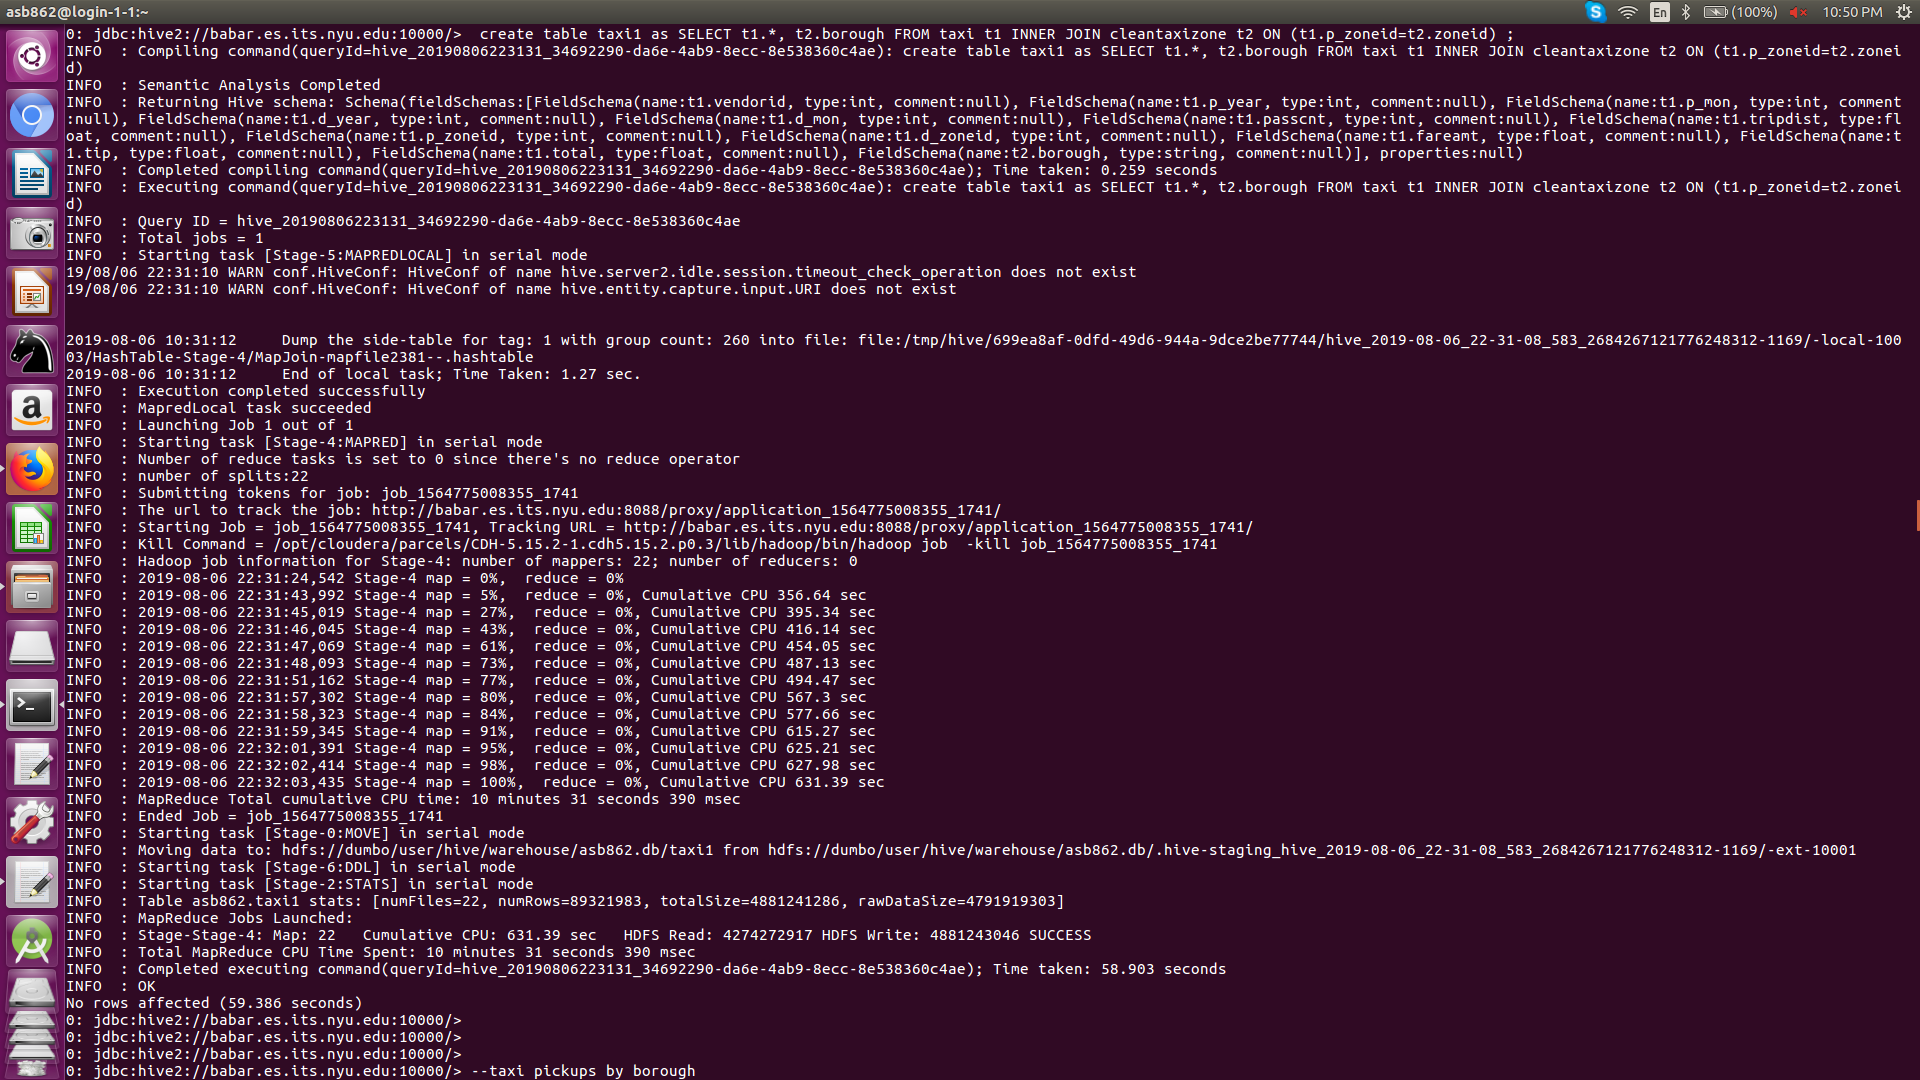 asb862@login-1-1:~
En
(100%)
10:50 PM
0: jdbc:hive2://babar.es.its.nyu.edu:10000/>  create table taxi1 as SELECT t1.*, t2.borough FROM taxi t1 INNER JOIN cleantaxizone t2 ON (t1.p_zoneid=t2.zoneid) ;
INFO  : Compiling command(queryId=hive_20190806223131_34692290-da6e-4ab9-8ecc-8e538360c4ae): create table taxi1 as SELECT t1.*, t2.borough FROM taxi t1 INNER JOIN cleantaxizone t2 ON (t1.p_zoneid=t2.zonei
d)
INFO  : Semantic Analysis Completed
INFO  : Returning Hive schema: Schema(fieldSchemas:[FieldSchema(name:t1.vendorid, type:int, comment:null), FieldSchema(name:t1.p_year, type:int, comment:null), FieldSchema(name:t1.p_mon, type:int, comment
:null), FieldSchema(name:t1.d_year, type:int, comment:null), FieldSchema(name:t1.d_mon, type:int, comment:null), FieldSchema(name:t1.passcnt, type:int, comment:null), FieldSchema(name:t1.tripdist, type:fl
oat, comment:null), FieldSchema(name:t1.p_zoneid, type:int, comment:null), FieldSchema(name:t1.d_zoneid, type:int, comment:null), FieldSchema(name:t1.fareamt, type:float, comment:null), FieldSchema(name:t
1.tip, type:float, comment:null), FieldSchema(name:t1.total, type:float, comment:null), FieldSchema(name:t2.borough, type:string, comment:null)], properties:null)
INFO  : Completed compiling command(queryId=hive_20190806223131_34692290-da6e-4ab9-8ecc-8e538360c4ae); Time taken: 0.259 seconds
INFO  : Executing command(queryId=hive_20190806223131_34692290-da6e-4ab9-8ecc-8e538360c4ae): create table taxi1 as SELECT t1.*, t2.borough FROM taxi t1 INNER JOIN cleantaxizone t2 ON (t1.p_zoneid=t2.zonei
d)
INFO  : Query ID = hive_20190806223131_34692290-da6e-4ab9-8ecc-8e538360c4ae
INFO  : Total jobs = 1
INFO  : Starting task [Stage-5:MAPREDLOCAL] in serial mode
19/08/06 22:31:10 WARN conf.HiveConf: HiveConf of name hive.server2.idle.session.timeout_check_operation does not exist
19/08/06 22:31:10 WARN conf.HiveConf: HiveConf of name hive.entity.capture.input.URI does not exist
2019-08-06 10:31:12     Dump the side-table for tag: 1 with group count: 260 into file: file:/tmp/hive/699ea8af-0dfd-49d6-944a-9dce2be77744/hive_2019-08-06_22-31-08_583_2684267121776248312-1169/-local-100
03/HashTable-Stage-4/MapJoin-mapfile2381--.hashtable
2019-08-06 10:31:12     End of local task; Time Taken: 1.27 sec.
INFO  : Execution completed successfully
INFO  : MapredLocal task succeeded
INFO  : Launching Job 1 out of 1
INFO  : Starting task [Stage-4:MAPRED] in serial mode
INFO  : Number of reduce tasks is set to 0 since there's no reduce operator
INFO  : number of splits:22
INFO  : Submitting tokens for job: job_1564775008355_1741
INFO  : The url to track the job: http://babar.es.its.nyu.edu:8088/proxy/application_1564775008355_1741/
INFO  : Starting Job = job_1564775008355_1741, Tracking URL = http://babar.es.its.nyu.edu:8088/proxy/application_1564775008355_1741/
INFO  : Kill Command = /opt/cloudera/parcels/CDH-5.15.2-1.cdh5.15.2.p0.3/lib/hadoop/bin/hadoop job  -kill job_1564775008355_1741
INFO  : Hadoop job information for Stage-4: number of mappers: 22; number of reducers: 0
INFO  : 2019-08-06 22:31:24,542 Stage-4 map = 0%,  reduce = 0%
INFO  : 2019-08-06 22:31:43,992 Stage-4 map = 5%,  reduce = 0%, Cumulative CPU 356.64 sec
INFO  : 2019-08-06 22:31:45,019 Stage-4 map = 27%,  reduce = 0%, Cumulative CPU 395.34 sec
INFO  : 2019-08-06 22:31:46,045 Stage-4 map = 43%,  reduce = 0%, Cumulative CPU 416.14 sec
INFO  : 2019-08-06 22:31:47,069 Stage-4 map = 61%,  reduce = 0%, Cumulative CPU 454.05 sec
INFO  : 2019-08-06 22:31:48,093 Stage-4 map = 73%,  reduce = 0%, Cumulative CPU 487.13 sec
INFO  : 2019-08-06 22:31:51,162 Stage-4 map = 77%,  reduce = 0%, Cumulative CPU 494.47 sec
INFO  : 2019-08-06 22:31:57,302 Stage-4 map = 80%,  reduce = 0%, Cumulative CPU 567.3 sec
INFO  : 2019-08-06 22:31:58,323 Stage-4 map = 84%,  reduce = 0%, Cumulative CPU 577.66 sec
INFO  : 2019-08-06 22:31:59,345 Stage-4 map = 91%,  reduce = 0%, Cumulative CPU 615.27 sec
INFO  : 2019-08-06 22:32:01,391 Stage-4 map = 95%,  reduce = 0%, Cumulative CPU 625.21 sec
INFO  : 2019-08-06 22:32:02,414 Stage-4 map = 98%,  reduce = 0%, Cumulative CPU 627.98 sec
INFO  : 2019-08-06 22:32:03,435 Stage-4 map = 100%,  reduce = 0%, Cumulative CPU 631.39 sec
INFO  : MapReduce Total cumulative CPU time: 10 minutes 31 seconds 390 msec
INFO  : Ended Job = job_1564775008355_1741
INFO  : Starting task [Stage-0:MOVE] in serial mode
INFO  : Moving data to: hdfs://dumbo/user/hive/warehouse/asb862.db/taxi1 from hdfs://dumbo/user/hive/warehouse/asb862.db/.hive-staging_hive_2019-08-06_22-31-08_583_2684267121776248312-1169/-ext-10001
INFO  : Starting task [Stage-6:DDL] in serial mode
INFO  : Starting task [Stage-2:STATS] in serial mode
INFO  : Table asb862.taxi1 stats: [numFiles=22, numRows=89321983, totalSize=4881241286, rawDataSize=4791919303]
INFO  : MapReduce Jobs Launched:
INFO  : Stage-Stage-4: Map: 22   Cumulative CPU: 631.39 sec   HDFS Read: 4274272917 HDFS Write: 4881243046 SUCCESS
INFO  : Total MapReduce CPU Time Spent: 10 minutes 31 seconds 390 msec
INFO  : Completed executing command(queryId=hive_20190806223131_34692290-da6e-4ab9-8ecc-8e538360c4ae); Time taken: 58.903 seconds
INFO  : OK
No rows affected (59.386 seconds)
0: jdbc:hive2://babar.es.its.nyu.edu:10000/>
0: jdbc:hive2://babar.es.its.nyu.edu:10000/>
0: jdbc:hive2://babar.es.its.nyu.edu:10000/>
0: jdbc:hive2://babar.es.its.nyu.edu:10000/> --taxi pickups by borough